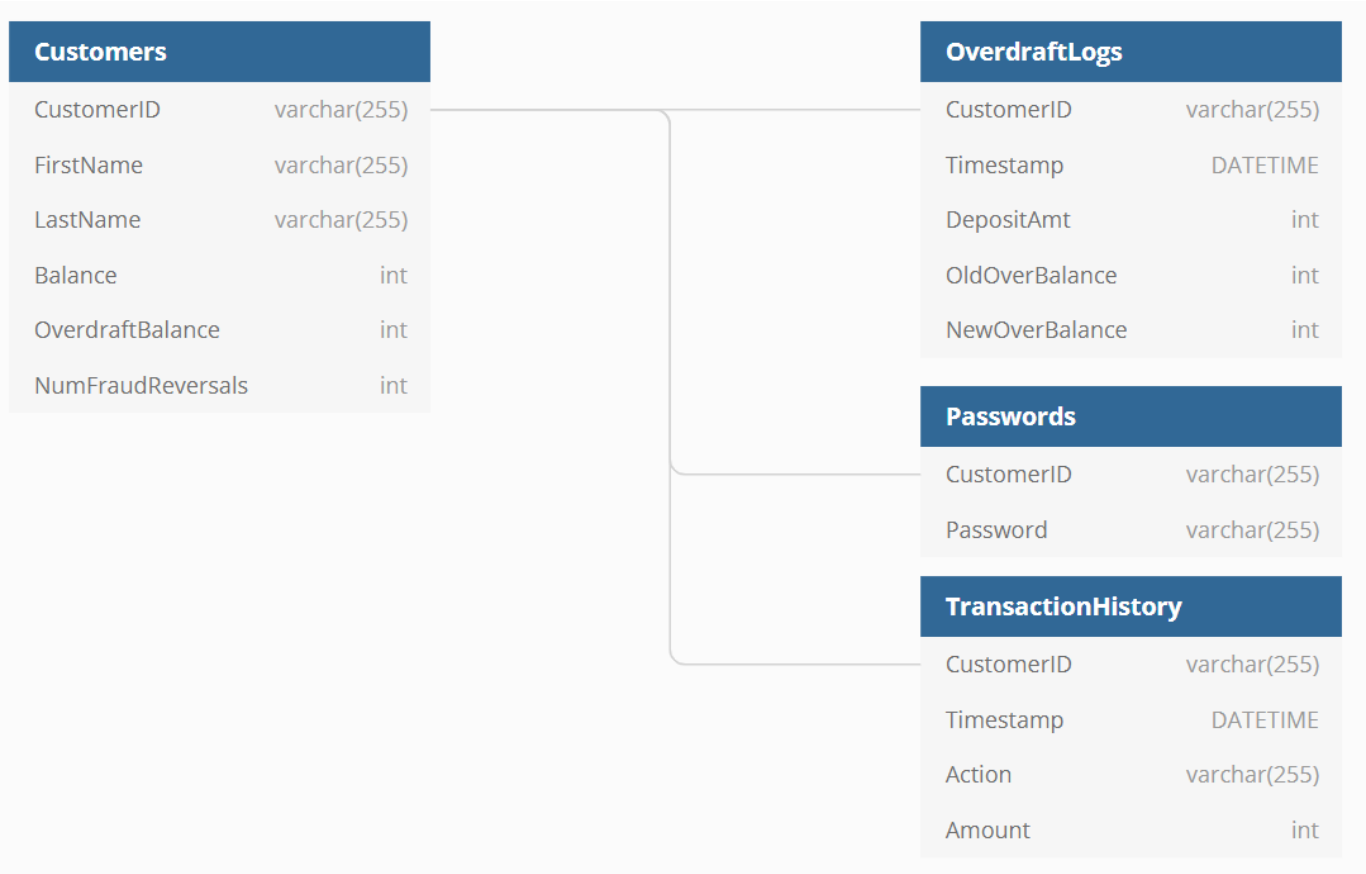 Customers
CustomerID varchar(255)
FirstName varchar(255)
LastName varchar(255)
Balance int
OverdraftBalance int
NumFraudReversals int
OverdraftLogs
CustomerID varchar(255)
Timestamp DATETIME
DepositAmt int
OldOverBalance int
NewOverBalance int
Passwords
CustomerID varchar(255)
Password varchar(255)
TransactionHistory
CustomerID varchar(255)
Timestamp DATETIME
Action varchar(255)
Amount int